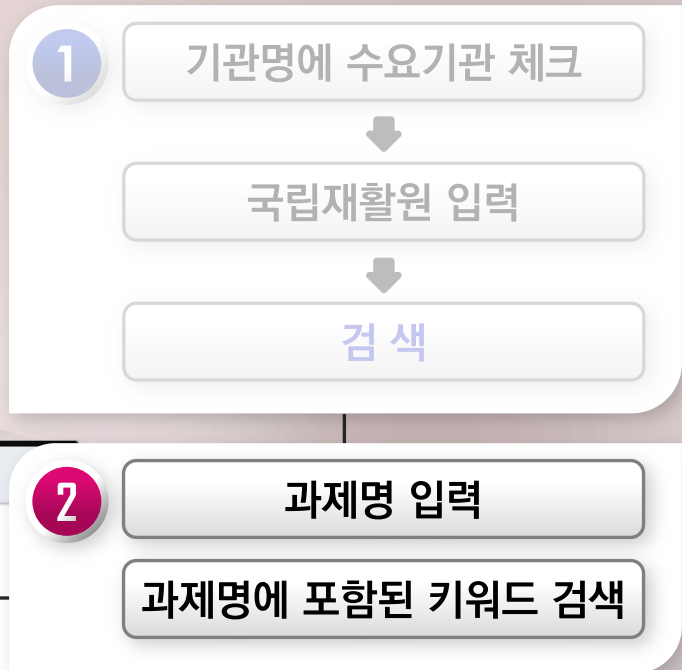 1
기관명에 수요기관 체크
국립재활원 입력
검 색
2
과제명 입력
과제명에 포함된 키워드 검색